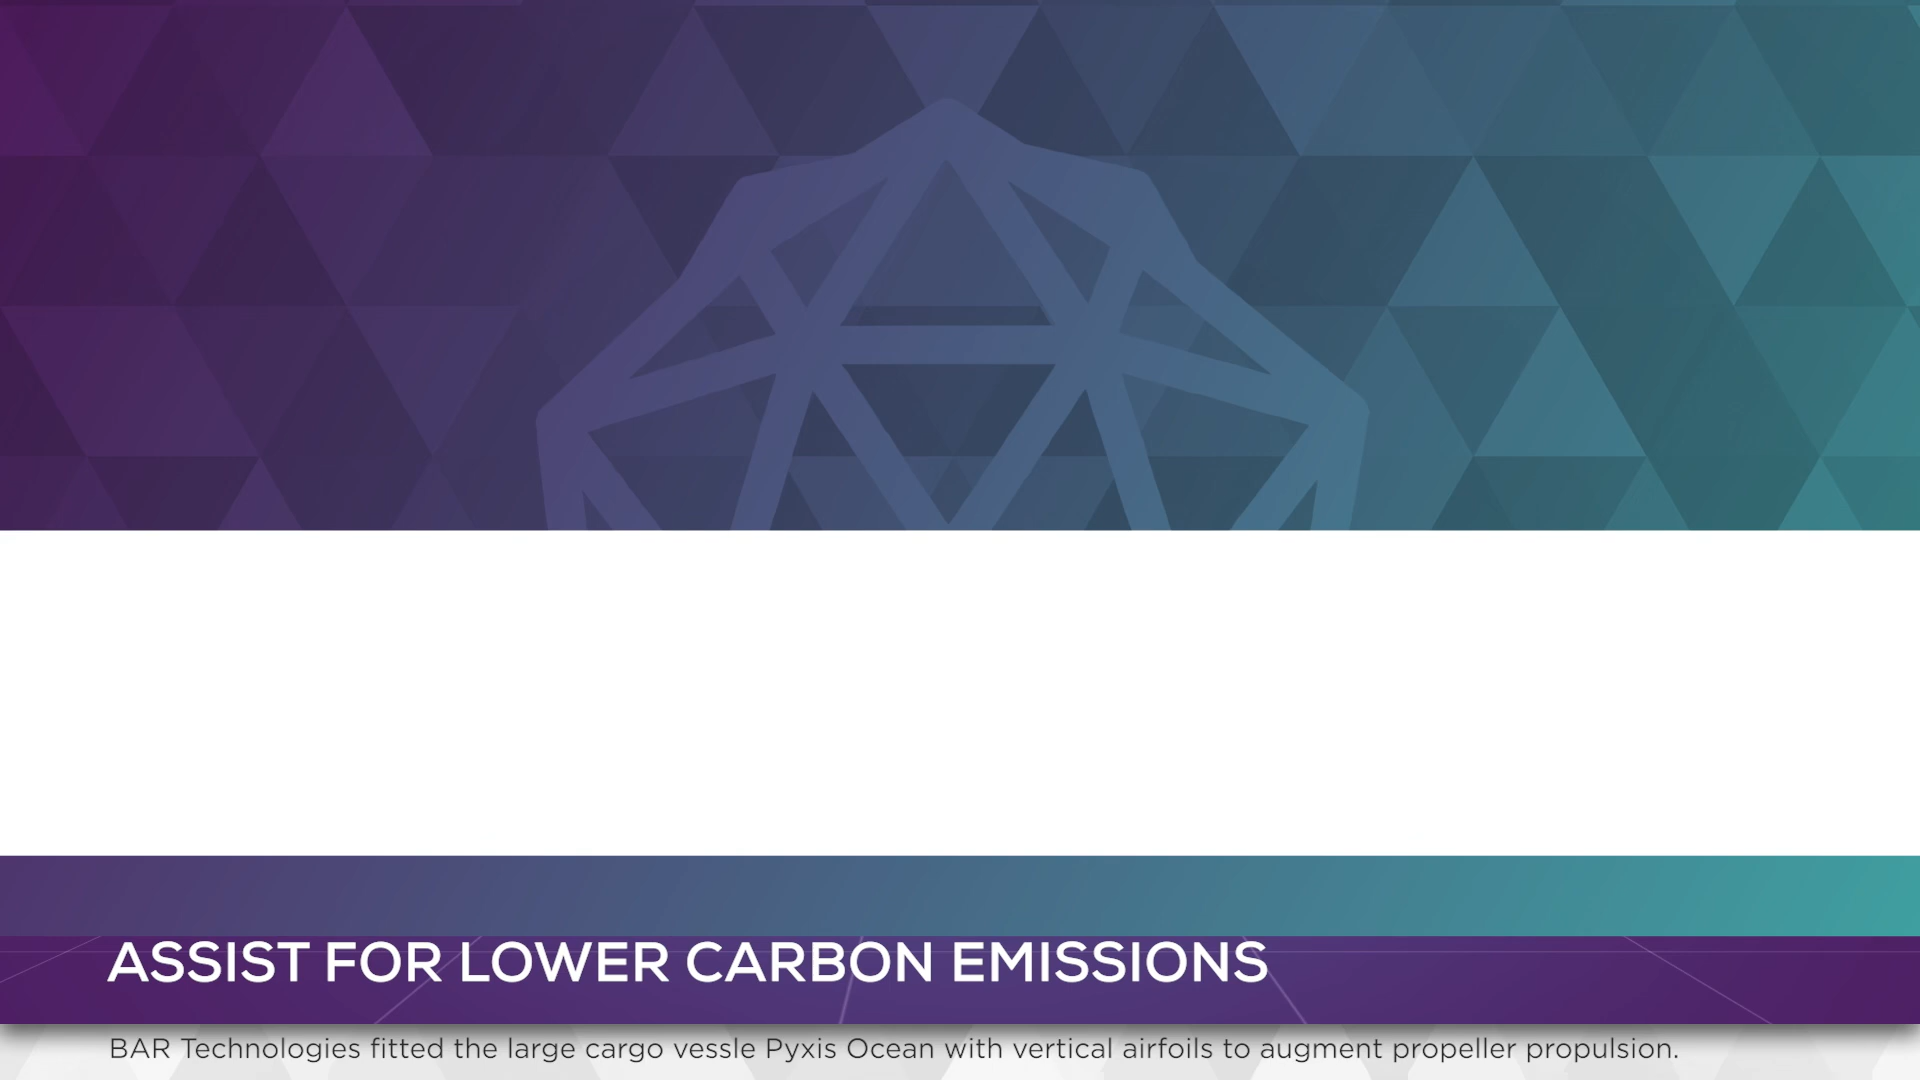 ASSIST FOR LOWER CARBON EMISSIONS
BAR Technologies fitted the large cargo vessle Pyxis Ocean with vertical airfoils to augment propeller propulsion.